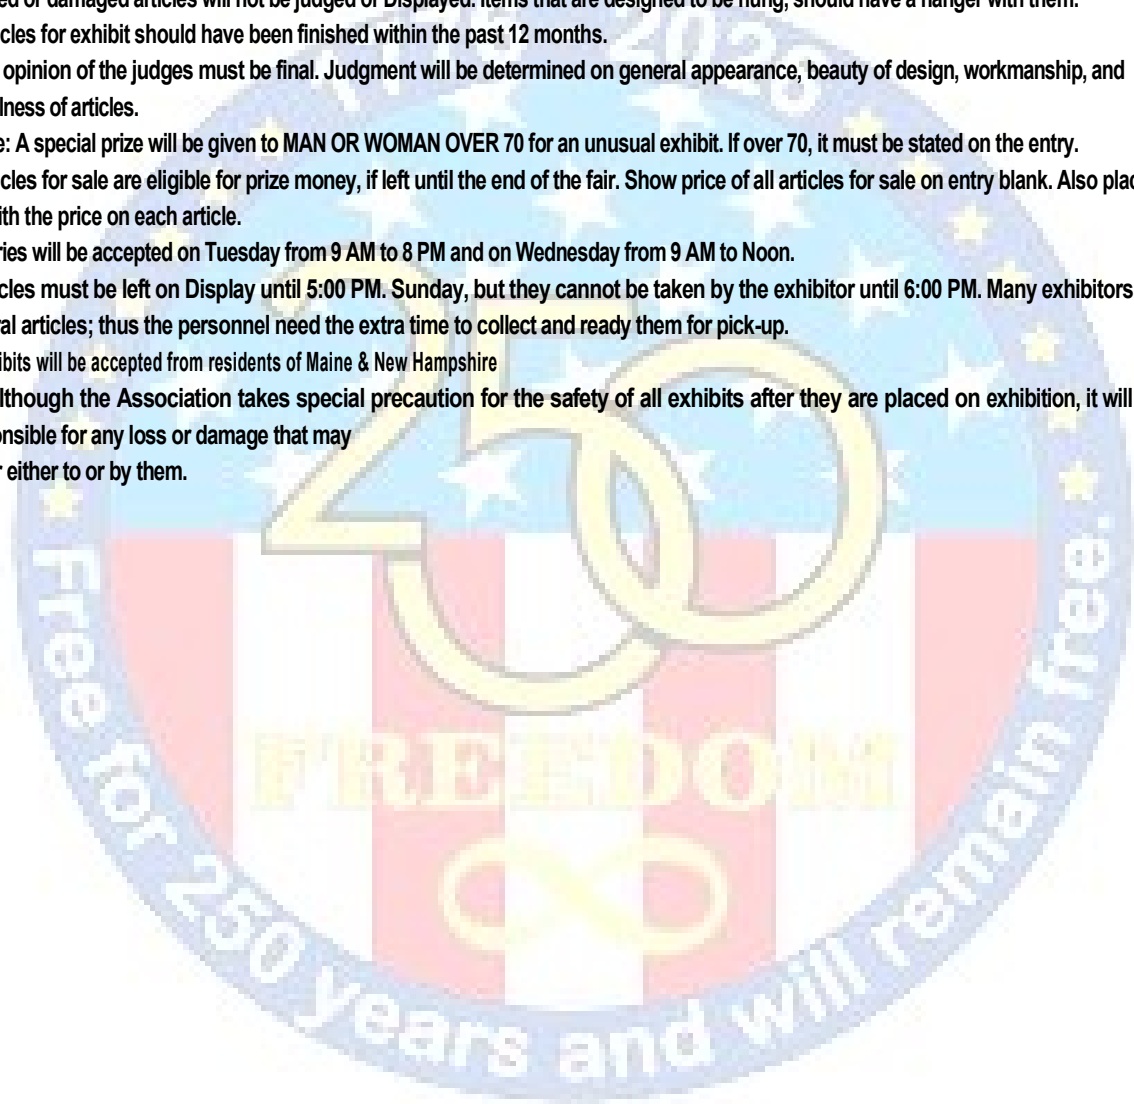 ed or damaged articles will not be judged or Displayed. Items that are designed to be hung, should have a hanger with them.
cles for exhibit should have been finished within the past 12 months.
opinion of the judges must be final. Judgment will be determined on general appearance, beauty of design, workmanship, and
lness of articles.
e: A special prize will be given to MAN OR WOMAN OVER 70 for an unusual exhibit. If over 70, it must be stated on the entry.
cles for sale are eligible for prize money, if left until the end of the fair. Show price of all articles for sale on entry blank. Also plac
ith the price on each article.
ries will be accepted on Tuesday from 9 AM to 8 PM and on Wednesday from 9 AM to Noon.
cles must be left on Display until 5:00 PM. Sunday, but they cannot be taken by the exhibitor until 6:00 PM. Many exhibitors
ral articles; thus the personnel need the extra time to collect and ready them for pick-up.
ibits will be accepted from residents of Maine & New Hampshire
lthough the Association takes special precaution for the safety of all exhibits after they are placed on exhibition, it will
onsible for any loss or damage that may
r either to or by them.
250
FREEDOM
Free for 250 years and will remain free.